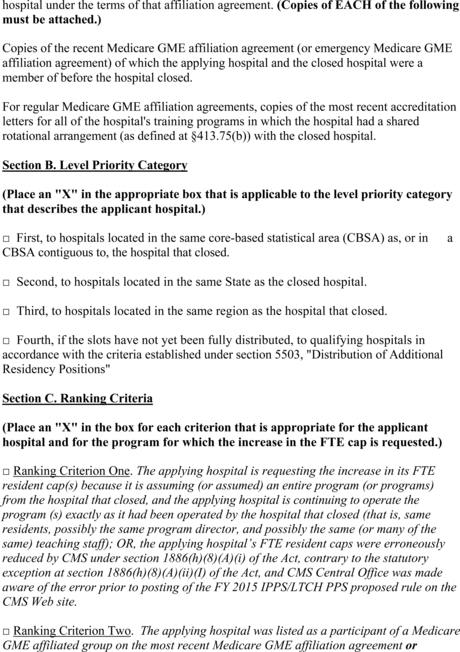 hospital under the terms of that affiliation agreement. (Copies of EACH of the following
must be attached.)
Copies of the recent Medicare GME affiliation agreement (or emergency Medicare GME
affiliation agreement) of which the applying hospital and the closed hospital were a
member of before the hospital closed.
For regular Medicare GME affiliation agreements, copies of the most recent accreditation
letters for all of the hospital's training programs in which the hospital had a shared
rotational arrangement (as defined at §413.75(b)) with the closed hospital.
Section B. Level Priority Category
(Place an "X" in the appropriate box that is applicable to the level priority category
that describes the applicant hospital.)
□ First, to hospitals located in the same core-based statistical area (CBSA) as, or in a
CBSA contiguous to, the hospital that closed.
□ Second, to hospitals located in the same State as the closed hospital.
□ Third, to hospitals located in the same region as the hospital that closed.
□ Fourth, if the slots have not yet been fully distributed, to qualifying hospitals in
accordance with the criteria established under section 5503, "Distribution of Additional
Residency Positions"
Section C. Ranking Criteria
(Place an "X" in the box for each criterion that is appropriate for the applicant
hospital and for the program for which the increase in the FTE cap is requested.)
□ Ranking Criterion One. The applying hospital is requesting the increase in its FTE
resident cap(s) because it is assuming (or assumed) an entire program (or programs)
from the hospital that closed, and the applying hospital is continuing to operate the
program (s) exactly as it had been operated by the hospital that closed (that is, same
residents, possibly the same program director, and possibly the same (or many of the
same) teaching staff); OR, the applying hospital’s FTE resident caps were erroneously
reduced by CMS under section 1886(h)(8)(A)(i) of the Act, contrary to the statutory
exception at section 1886(h)(8)(A)(ii)(I) of the Act, and CMS Central Office was made
aware of the error prior to posting of the FY 2015 IPPS/LTCH PPS proposed rule on the
CMS Web site.
□ Ranking Criterion Two. The applying hospital was listed as a participant of a Medicare
GME affiliated group on the most recent Medicare GME affiliation agreement or